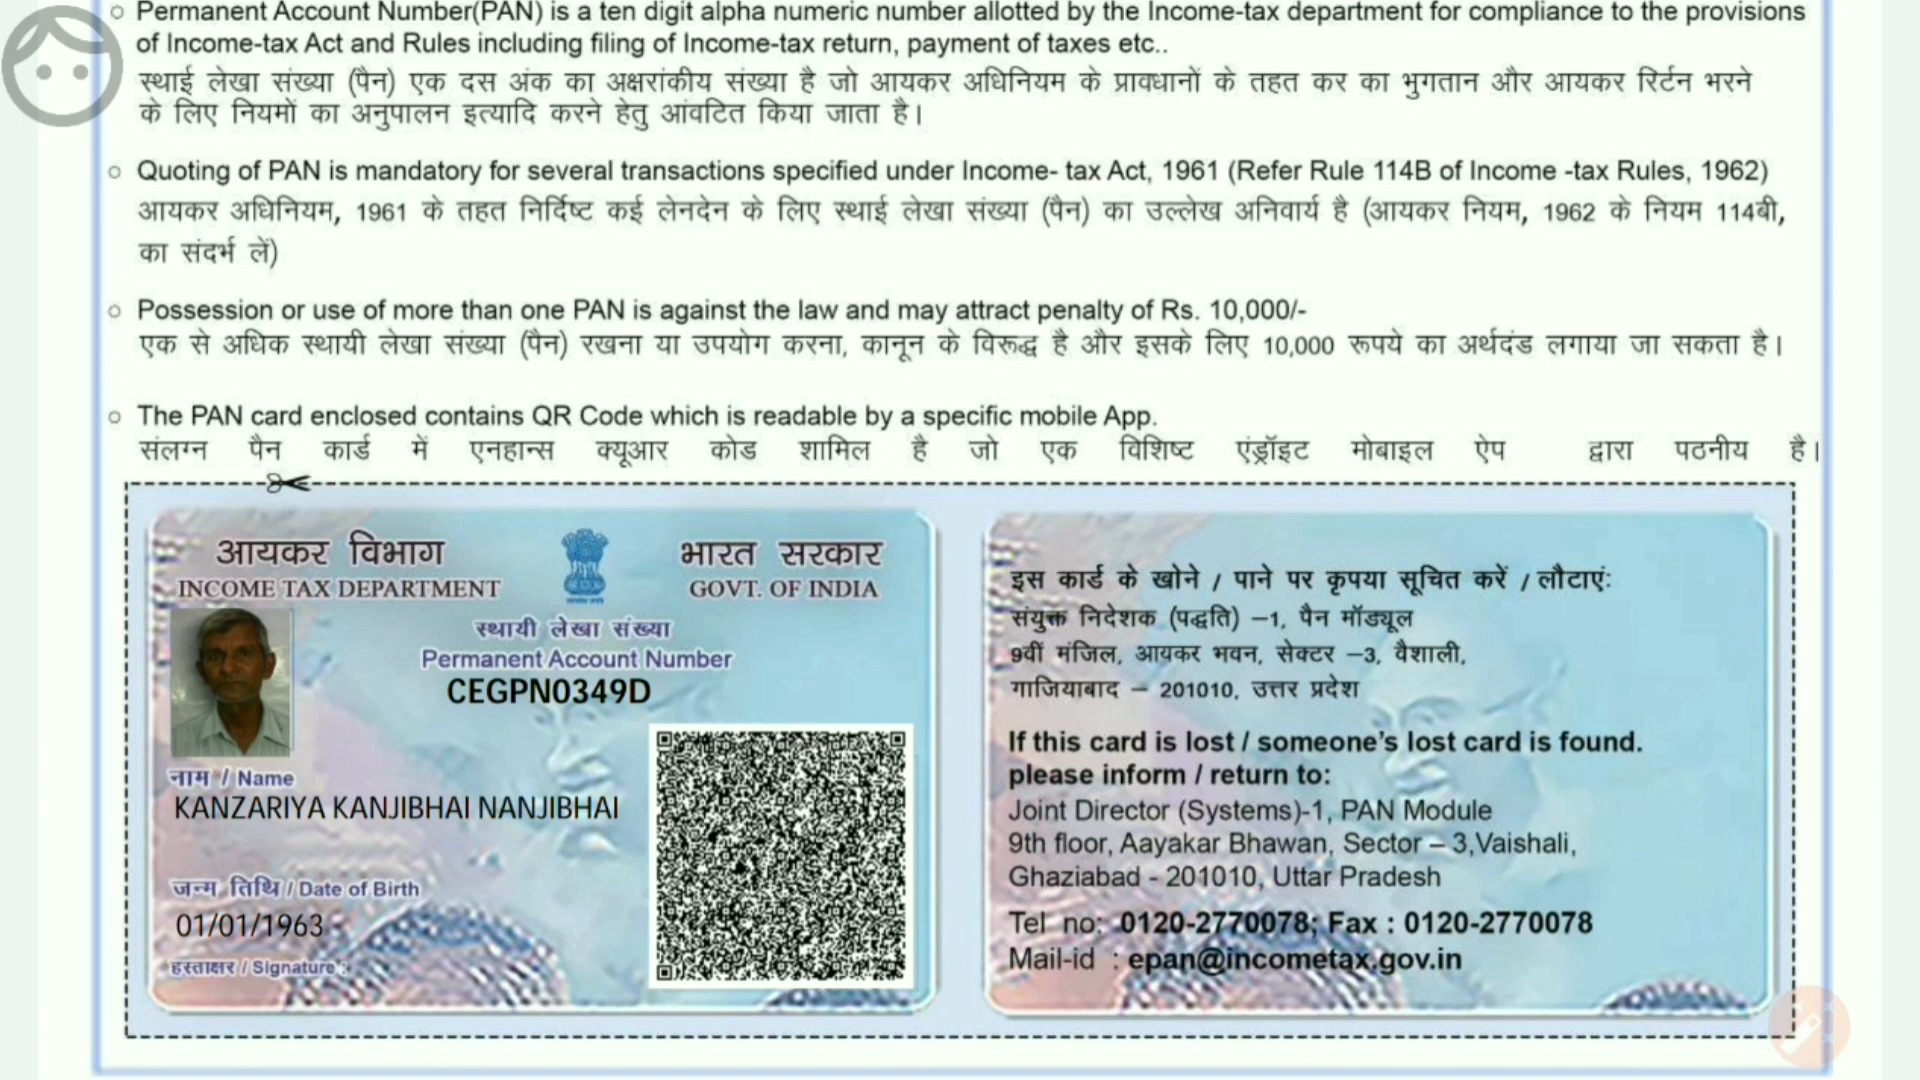 Permanent Account Number(PAN) is a ten digit alpha numeric number allotted by the Income-tax department for compliance to the provisions
of Income-tax Act and Rules including filing of Income-tax return, payment of taxes etc..
स्थाई लेखा संख्या (पैन) एक दस अंक का अक्षरांकीय संख्या है जो आयकर अधिनियम के प्रावधानों के तहत कर का भुगतान और आयकर रिर्टन भरने
के लिए नियमों का अनुपालन इत्यादि करने हेतु आंवटित किया जाता है।
Quoting of PAN is mandatory for several transactions specified under Income- tax Act, 1961 (Refer Rule 114B of Income -tax Rules, 1962)
आयकर अधिनियम, 1961 के तहत निर्दिष्ट कई लेनदेन के लिए स्थाई लेखा संख्या (पैन) का उल्लेख अनिवार्य है (आयकर नियम, 1962 के नियम 114बी,
का संदर्भ लें)
Possession or use of more than one PAN is against the law and may attract penalty of Rs. 10,000/-
एक से अधिक स्थायी लेखा संख्या (पैन) रखना या उपयोग करना, कानून के विरूद्ध है और इसके लिए 10,000 रूपये का अर्थदंड लगाया जा सकता है।
The PAN card enclosed contains QR Code which is readable by a specific mobile App.
संलग्न पैन कार्ड में एनहान्स क्यूआर कोड शामिल है जो एक विशिष्ट एंड्रॉइट मोबाइल ऐप द्वारा पठनीय है।
आयकर विभाग
INCOME TAX DEPARTMENT
भारत सरकार
GOVT. OF INDIA
स्थायी लेखा संख्या
Permanent Account Number
CEGPN0349D
नाम / Name
KANZARIYA KANJIBHAI NANJIBHAI
जन्म तिथि / Date of Birth
01/01/1963
हस्ताक्षर / Signature :
इस कार्ड के खोने / पाने पर कृपया सूचित करें / लौटाएं:
संयुक्त निदेशक (पद्धति) –1, पैन मॉड्यूल
9वीं मंजिल, आयकर भवन, सेक्टर –3, वैशाली,
गाजियाबाद – 201010, उत्तर प्रदेश
If this card is lost / someone's lost card is found.
please inform / return to:
Joint Director (Systems)-1, PAN Module
9th floor, Aayakar Bhawan, Sector – 3,Vaishali,
Ghaziabad - 201010, Uttar Pradesh
Tel no: 0120-2770078; Fax : 0120-2770078
Mail-id : epan@incometax.gov.in